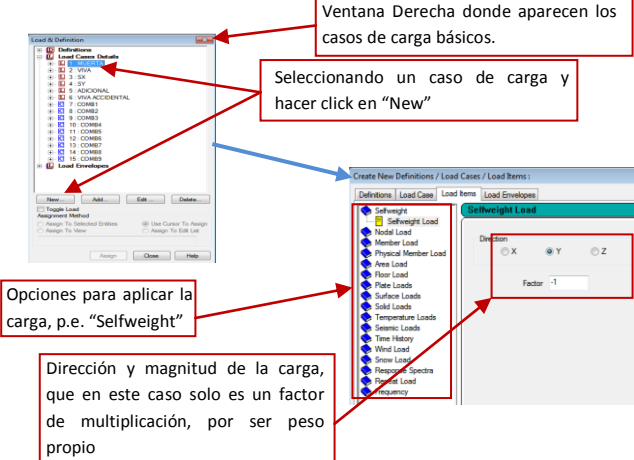 Ventana Derecha donde aparecen los
casos de carga básicos.
Load & Definition
Definitions
Load Cases Details
1 : MUERTA
2 : VIVA
3 : SX
4 : SY
5 : ADICIONAL
6 : VIVA ACCIDENTAL
7 : COMB1
8 : COMB2
9 : COMB3
10 : COMB4
11 : COMB5
12 : COMB6
13 : COMB7
14 : COMB8
15 : COMB9
Load Envelopes
New... Add... Edit... Delete...
Toggle Load
Assignment Method
Assign To Selected Entities Use Cursor To Assign
Assign To View Assign To Edit List
Assign Close Help
Seleccionando un caso de carga y
hacer click en “New”
Create New Definitions / Load Cases / Load Items :
Definitions Load Case Load Items Load Envelopes
Selfweight
Selfweight Load
Nodal Load
Member Load
Physical Member Load
Area Load
Floor Load
Plate Loads
Surface Loads
Solid Loads
Temperature Loads
Seismic Loads
Time History
Wind Load
Snow Load
Response Spectra
Repeat Load
Frequency
Selfweight Load
Direction
X Y Z
Factor -1
Opciones para aplicar la
carga, p.e. “Selfweight”
Dirección y magnitud de la carga,
que en este caso solo es un factor
de multiplicación, por ser peso
propio